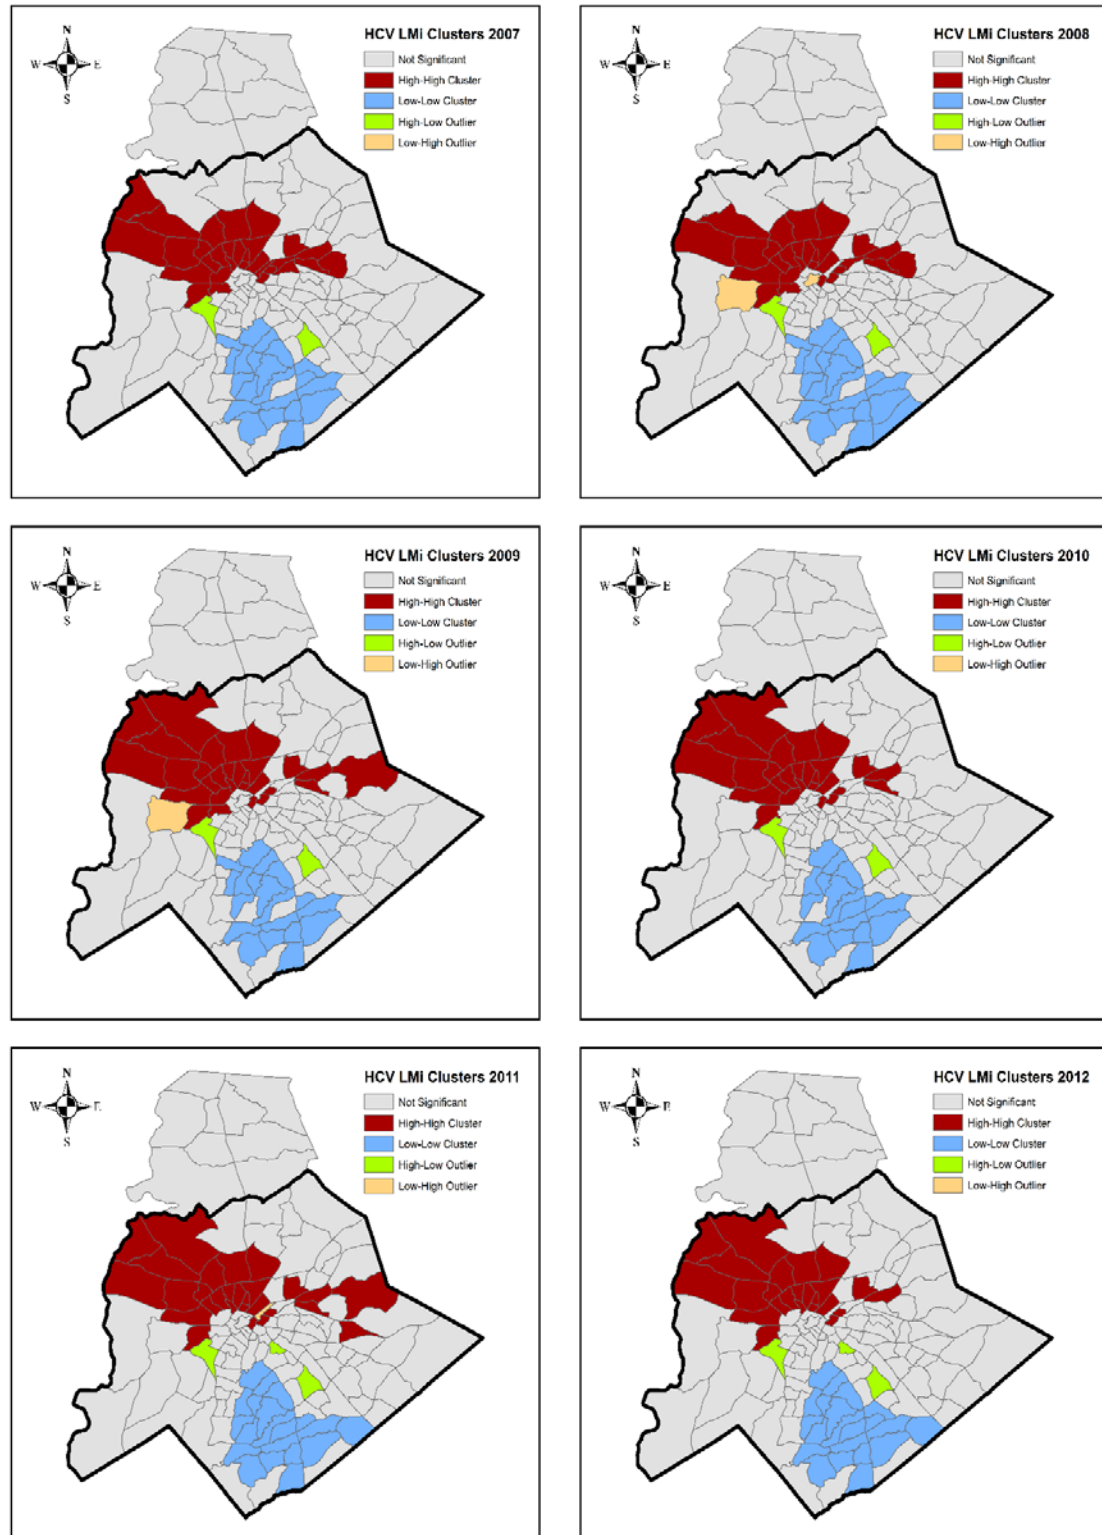 HCV LMi Clusters 2007
N
W E
S
Not Significant
High-High Cluster
Low-Low Cluster
High-Low Outlier
Low-High Outlier
HCV LMi Clusters 2008
N
W E
S
Not Significant
High-High Cluster
Low-Low Cluster
High-Low Outlier
Low-High Outlier
HCV LMi Clusters 2009
N
W E
S
Not Significant
High-High Cluster
Low-Low Cluster
High-Low Outlier
Low-High Outlier
HCV LMi Clusters 2010
N
W E
S
Not Significant
High-High Cluster
Low-Low Cluster
High-Low Outlier
Low-High Outlier
HCV LMi Clusters 2011
N
W E
S
Not Significant
High-High Cluster
Low-Low Cluster
High-Low Outlier
Low-High Outlier
HCV LMi Clusters 2012
N
W E
S
Not Significant
High-High Cluster
Low-Low Cluster
High-Low Outlier
Low-High Outlier